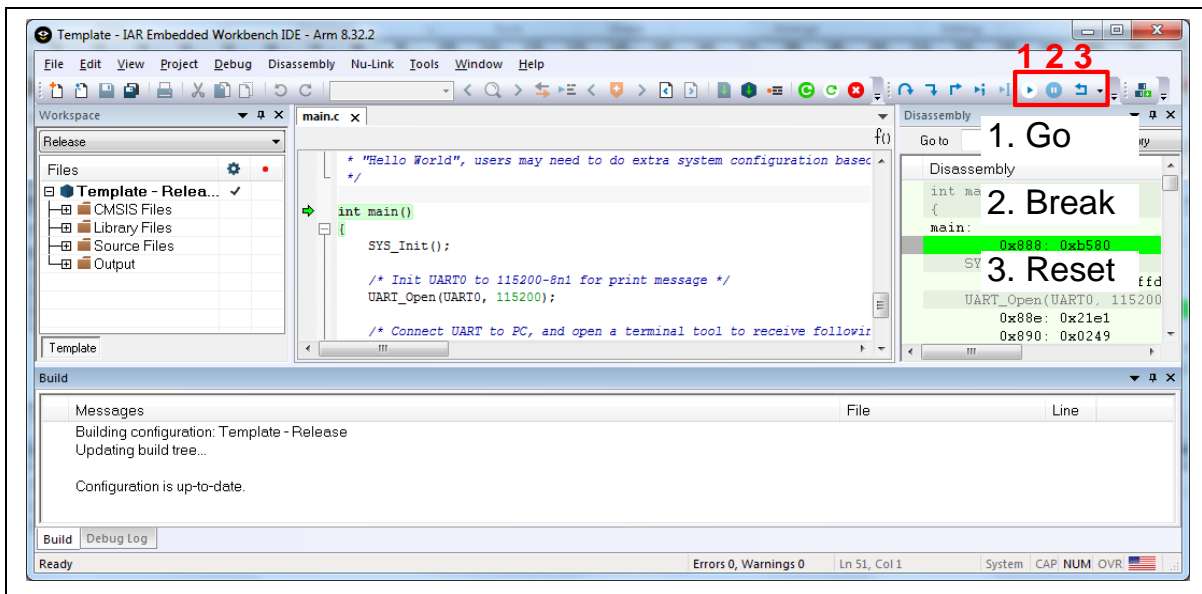 Template - IAR Embedded Workbench IDE - Arm 8.32.2
File Edit View Project Debug Disassembly Nu-Link Tools Window Help
1 2 3
Workspace
main.c
Disassembly
Release
f()
Go to
1. Go
Files
Template - Relea...
CMSIS Files
Library Files
Source Files
Output
Template
* "Hello World", users may need to do extra system configuration based
*/
int main()
{
SYS_Init();
/* Init UART0 to 115200-8n1 for print message */
UART_Open(UART0, 115200);
/* Connect UART to PC, and open a terminal tool to receive
Disassembly
int
{
2. Break
main:
0x888: 0xb580
SY
3. Reset
ffd
UART_Open(UART0, 115200
0x88e: 0x21e1
0x890: 0x0249
Build
Messages File Line
Building configuration: Template - Release
Updating build tree...
Configuration is up-to-date.
Build Debug Log
Ready Errors 0, Warnings 0 Ln 51, Col 1 System CAP NUM OVR